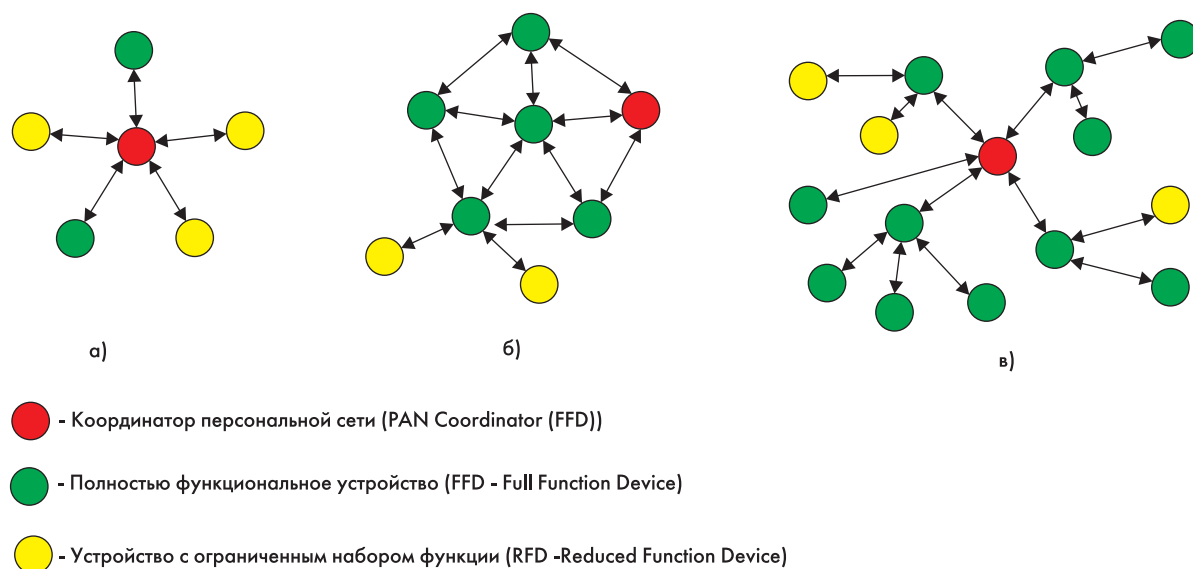 а)
б)
в)
- Координатор персональной сети (PAN Coordinator (FFD))
- Полностью функциональное устройство (FFD - Full Function Device)
- Устройство с ограниченным набором функции (RFD -Reduced Function Device)